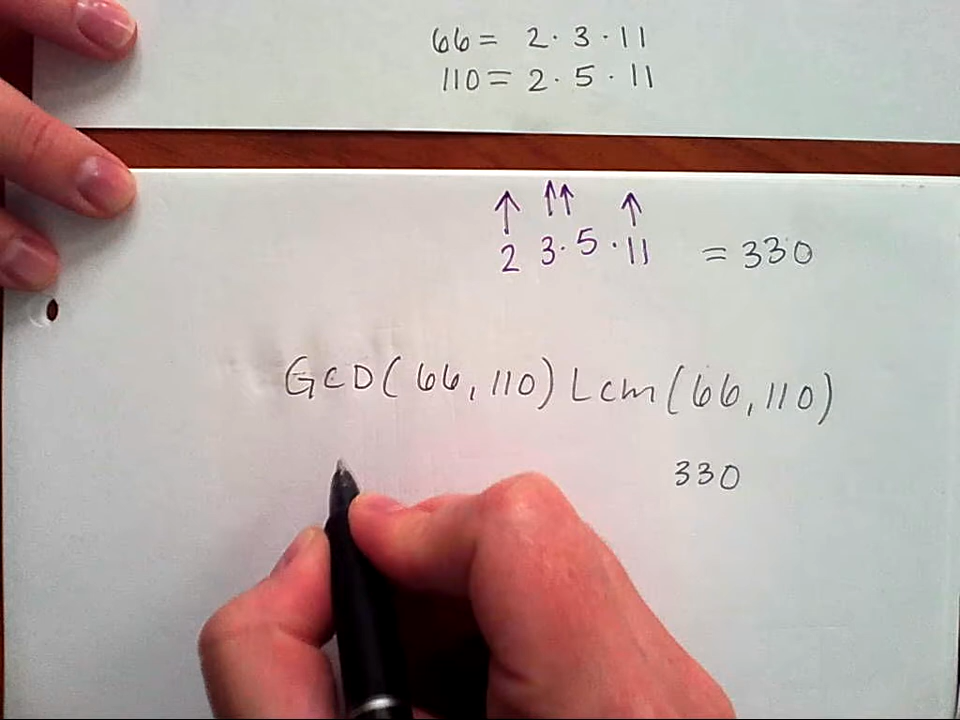 66 = 2 · 3 · 11
110 = 2 · 5 · 11
2 3 · 5 · 11 = 330
GCD(66,110) Lcm(66,110)
330